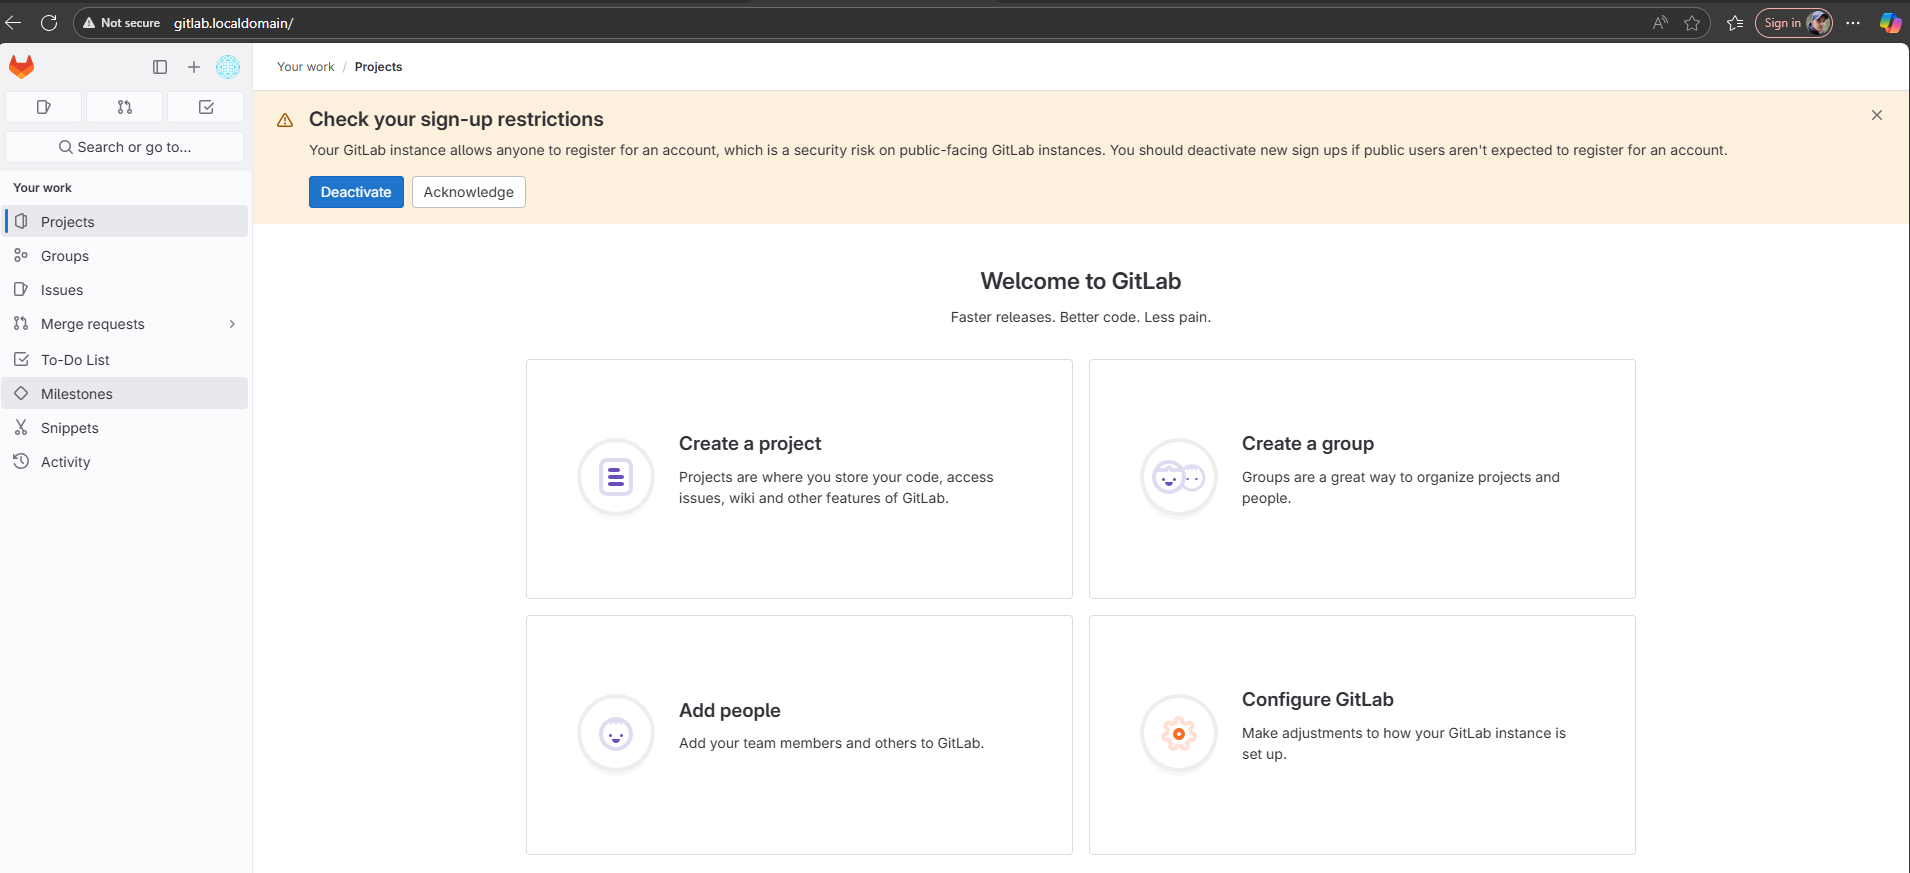 Not secure gitlab.localdomain/
Sign in
Your work / Projects
Search or go to...
Your work
Projects
Groups
Issues
Merge requests
To-Do List
Milestones
Snippets
Activity
Check your sign-up restrictions
Your GitLab instance allows anyone to register for an account, which is a security risk on public-facing GitLab instances. You should deactivate new sign ups if public users aren't expected to register for an account.
Deactivate Acknowledge
Welcome to GitLab
Faster releases. Better code. Less pain.
Create a project
Projects are where you store your code, access
issues, wiki and other features of GitLab.
Create a group
Groups are a great way to organize projects and
people.
Add people
Add your team members and others to GitLab.
Configure GitLab
Make adjustments to how your GitLab instance is
set up.